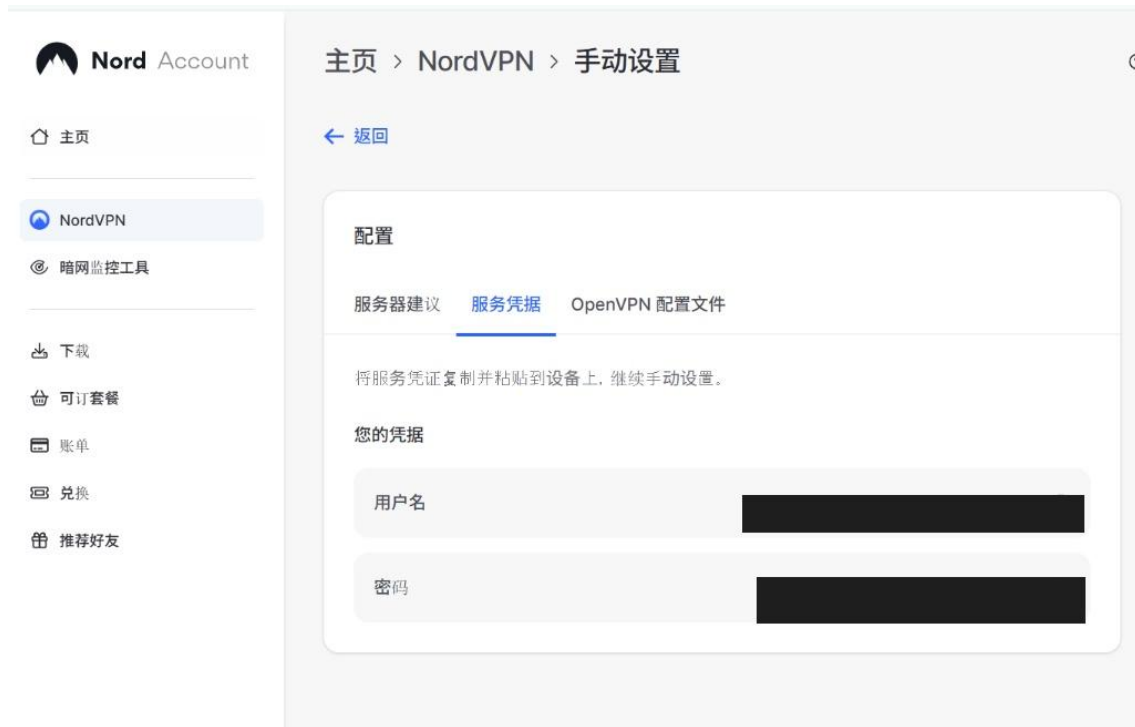 Nord Account
主页
NordVPN
暗网监控工具
下载
可订套餐
账单
兑换
推荐好友
主页 > NordVPN > 手动设置
← 返回
配置
服务器建议 服务凭据 OpenVPN 配置文件
将服务凭证复制并粘贴到设备上, 继续手动设置。
您的凭据
用户名
密码